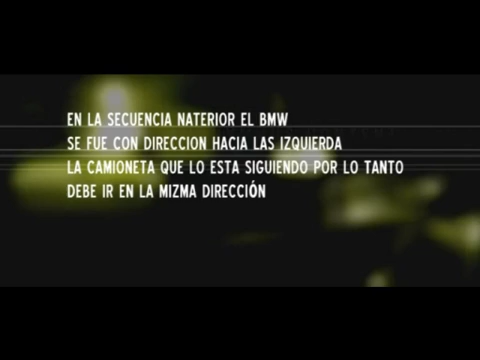 EN LA SECUENCIA NATERIOR EL BMW
SE FUE CON DIRECCION HACIA LAS IZQUIERDA
LA CAMIONETA QUE LO ESTA SIGUIENDO POR LO TANTO
DEBE IR EN LA MIZMA DIRECCIÓN